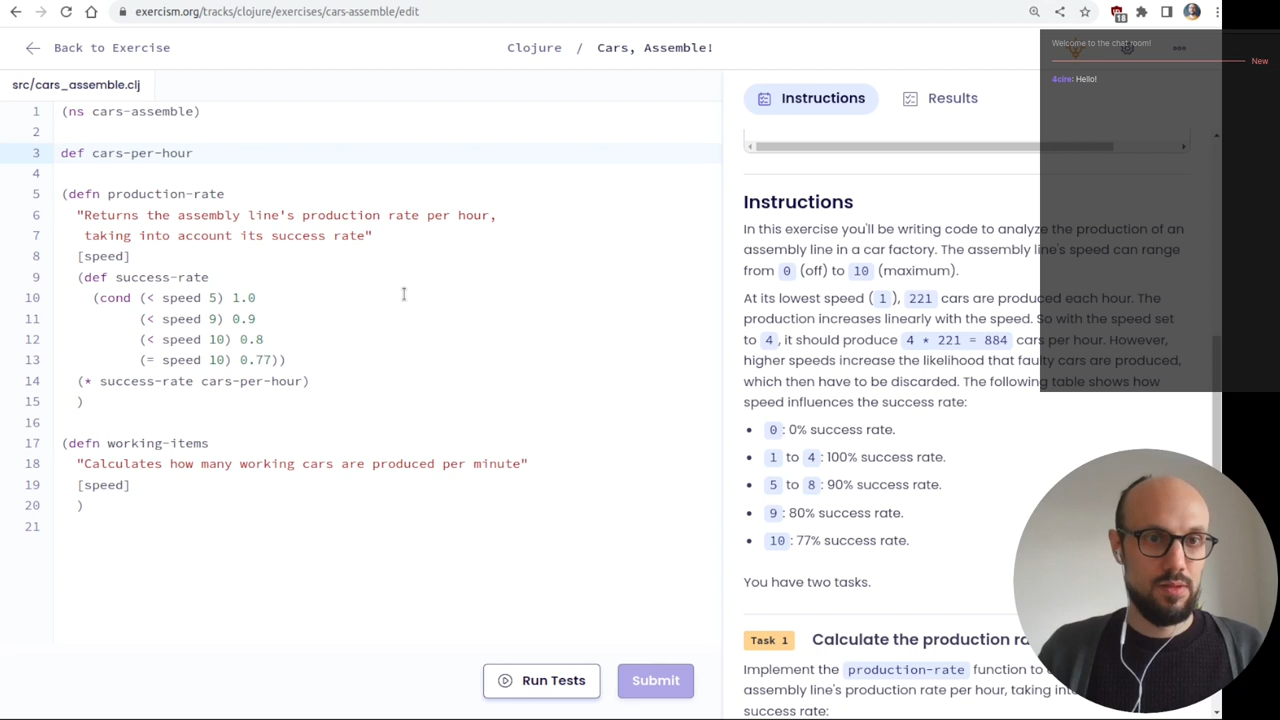 exercism.org/tracks/clojure/exercises/cars-assemble/edit
18
Back to Exercise
Clojure / Cars, Assemble!
Welcome to the chat room!
New
4cire: Hello!
src/cars_assemble.clj
1 (ns cars-assemble)
2
3 def cars-per-hour
4
5 (defn production-rate
6 "Returns the assembly line's production rate per hour,
7 taking into account its success rate"
8 [speed]
9 (def success-rate
10 (cond (< speed 5) 1.0
11 (< speed 9) 0.9
12 (< speed 10) 0.8
13 (= speed 10) 0.77))
14 (* success-rate cars-per-hour)
15 )
16
17 (defn working-items
18 "Calculates how many working cars are produced per minute"
19 [speed]
20 )
21
Run Tests
Submit
Instructions
Results
Instructions
In this exercise you'll be writing code to analyze the production of an
assembly line in a car factory. The assembly line's speed can range
from 0 (off) to 10 (maximum).
At its lowest speed (1), 221 cars are produced each hour. The
production increases linearly with the speed. So with the speed set
to 4, it should produce 4 * 221 = 884 cars per hour. However,
higher speeds increase the likelihood that faulty cars are produced,
which then have to be discarded. The following table shows how
speed influences the success rate:
• 0: 0% success rate.
• 1 to 4: 100% success rate.
• 5 to 8: 90% success rate.
• 9: 80% success rate.
• 10: 77% success rate.
You have two tasks.
Task 1 Calculate the production
Implement the production-rate function to
assembly line's production rate per hour, taking
success rate: